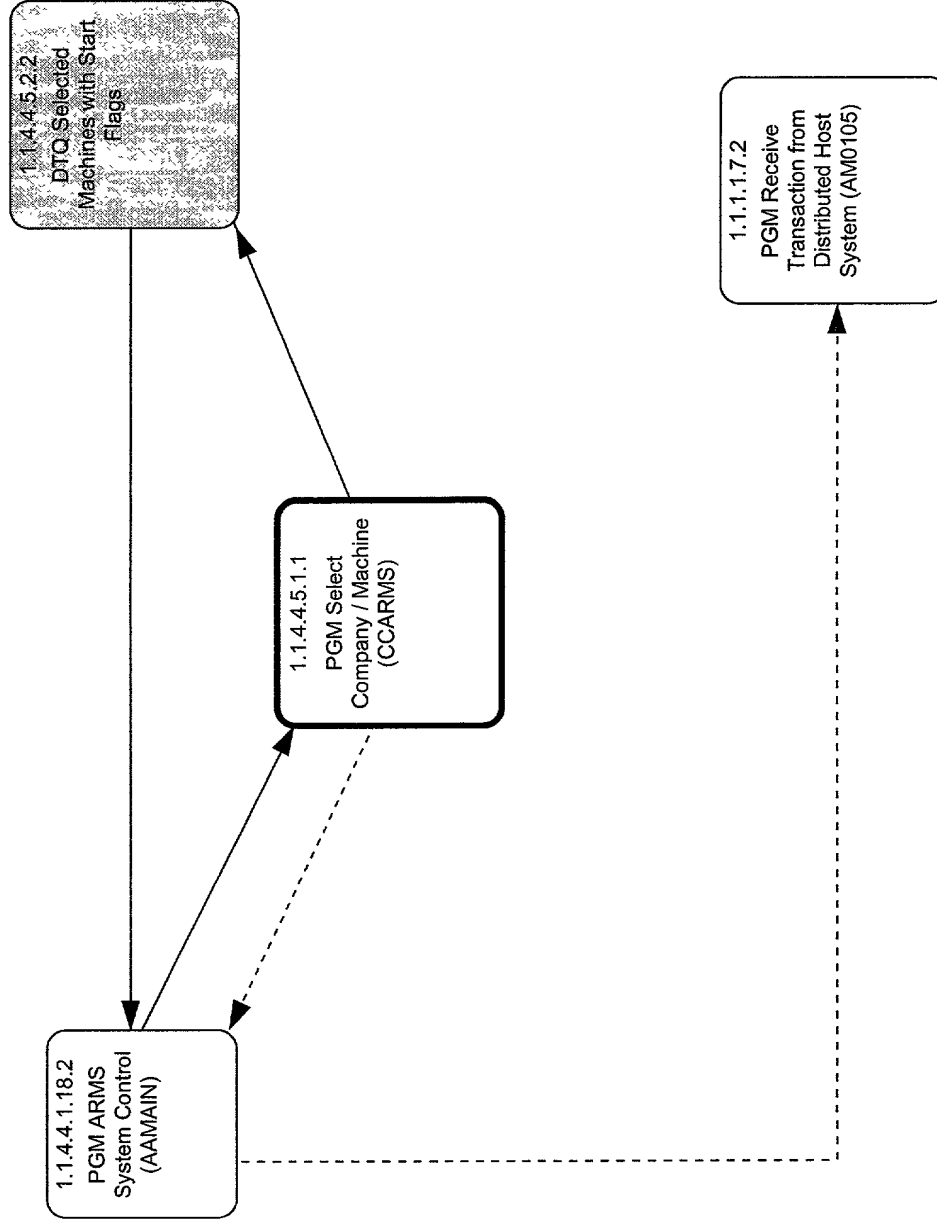 1.1.4.4.1.18.2
PGM ARMS
System Control
(AAMAIN)
1.1.4.4.5.1.1
PGM Select
Company / Machine
(CCARMS)
1.1.4.4.5.2.2
DTQ Selected
Machines with Start
Flags
1.1.1.1.7.2
PGM Receive
Transaction from
Distributed Host
System (AM0105)